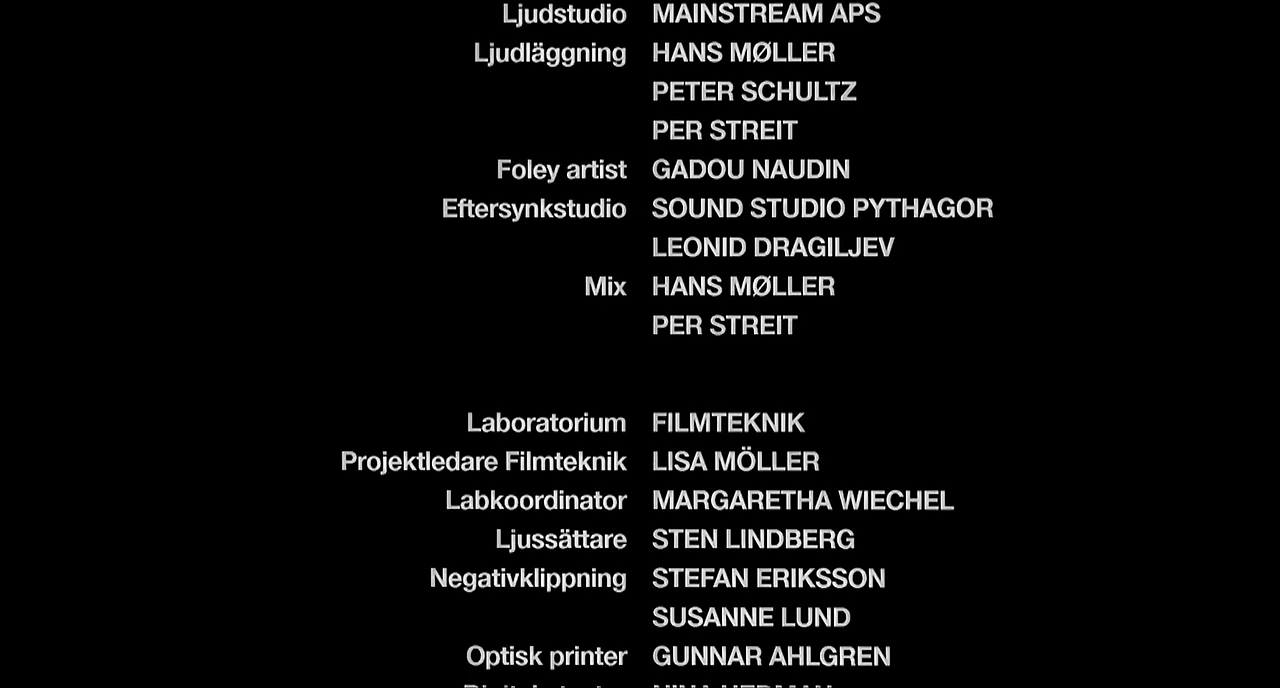 Ljudstudio MAINSTREAM APS
Ljudläggning HANS MØLLER
PETER SCHULTZ
PER STREIT
Foley artist GADOU NAUDIN
Eftersynkstudio SOUND STUDIO PYTHAGOR
LEONID DRAGILJEV
Mix HANS MØLLER
PER STREIT
Laboratorium FILMTEKNIK
Projektledare Filmteknik LISA MÖLLER
Labkoordinator MARGARETHA WIECHEL
Ljussättare STEN LINDBERG
Negativklippning STEFAN ERIKSSON
SUSANNE LUND
Optisk printer GUNNAR AHLGREN